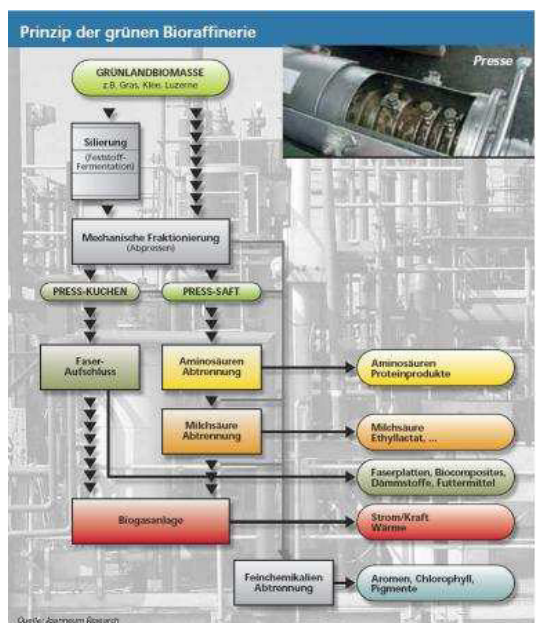 Prinzip der grünen Bioraffinerie
Presse
GRÜNLANDBIOMASSE
z.B. Gras, Klee, Luzerne
Silierung
(Feststoff-
Fermentation)
Mechanische Fraktionierung
(Abpressen)
PRESS-KUCHEN
PRESS-SAFT
Faser-
Aufschluss
Aminosäuren
Abtrennung
Aminosäuren
Proteinprodukte
Milchsäure
Abtrennung
Milchsäure
Ethyllactat, ...
Faserplatten, Biocomposites,
Dämmstoffe, Futtermittel
Biogasanlage
Strom/Kraft
Wärme
Feinchemikalien
Abtrennung
Aromen, Chlorophyll,
Pigmente
Quelle: Joanneum Research